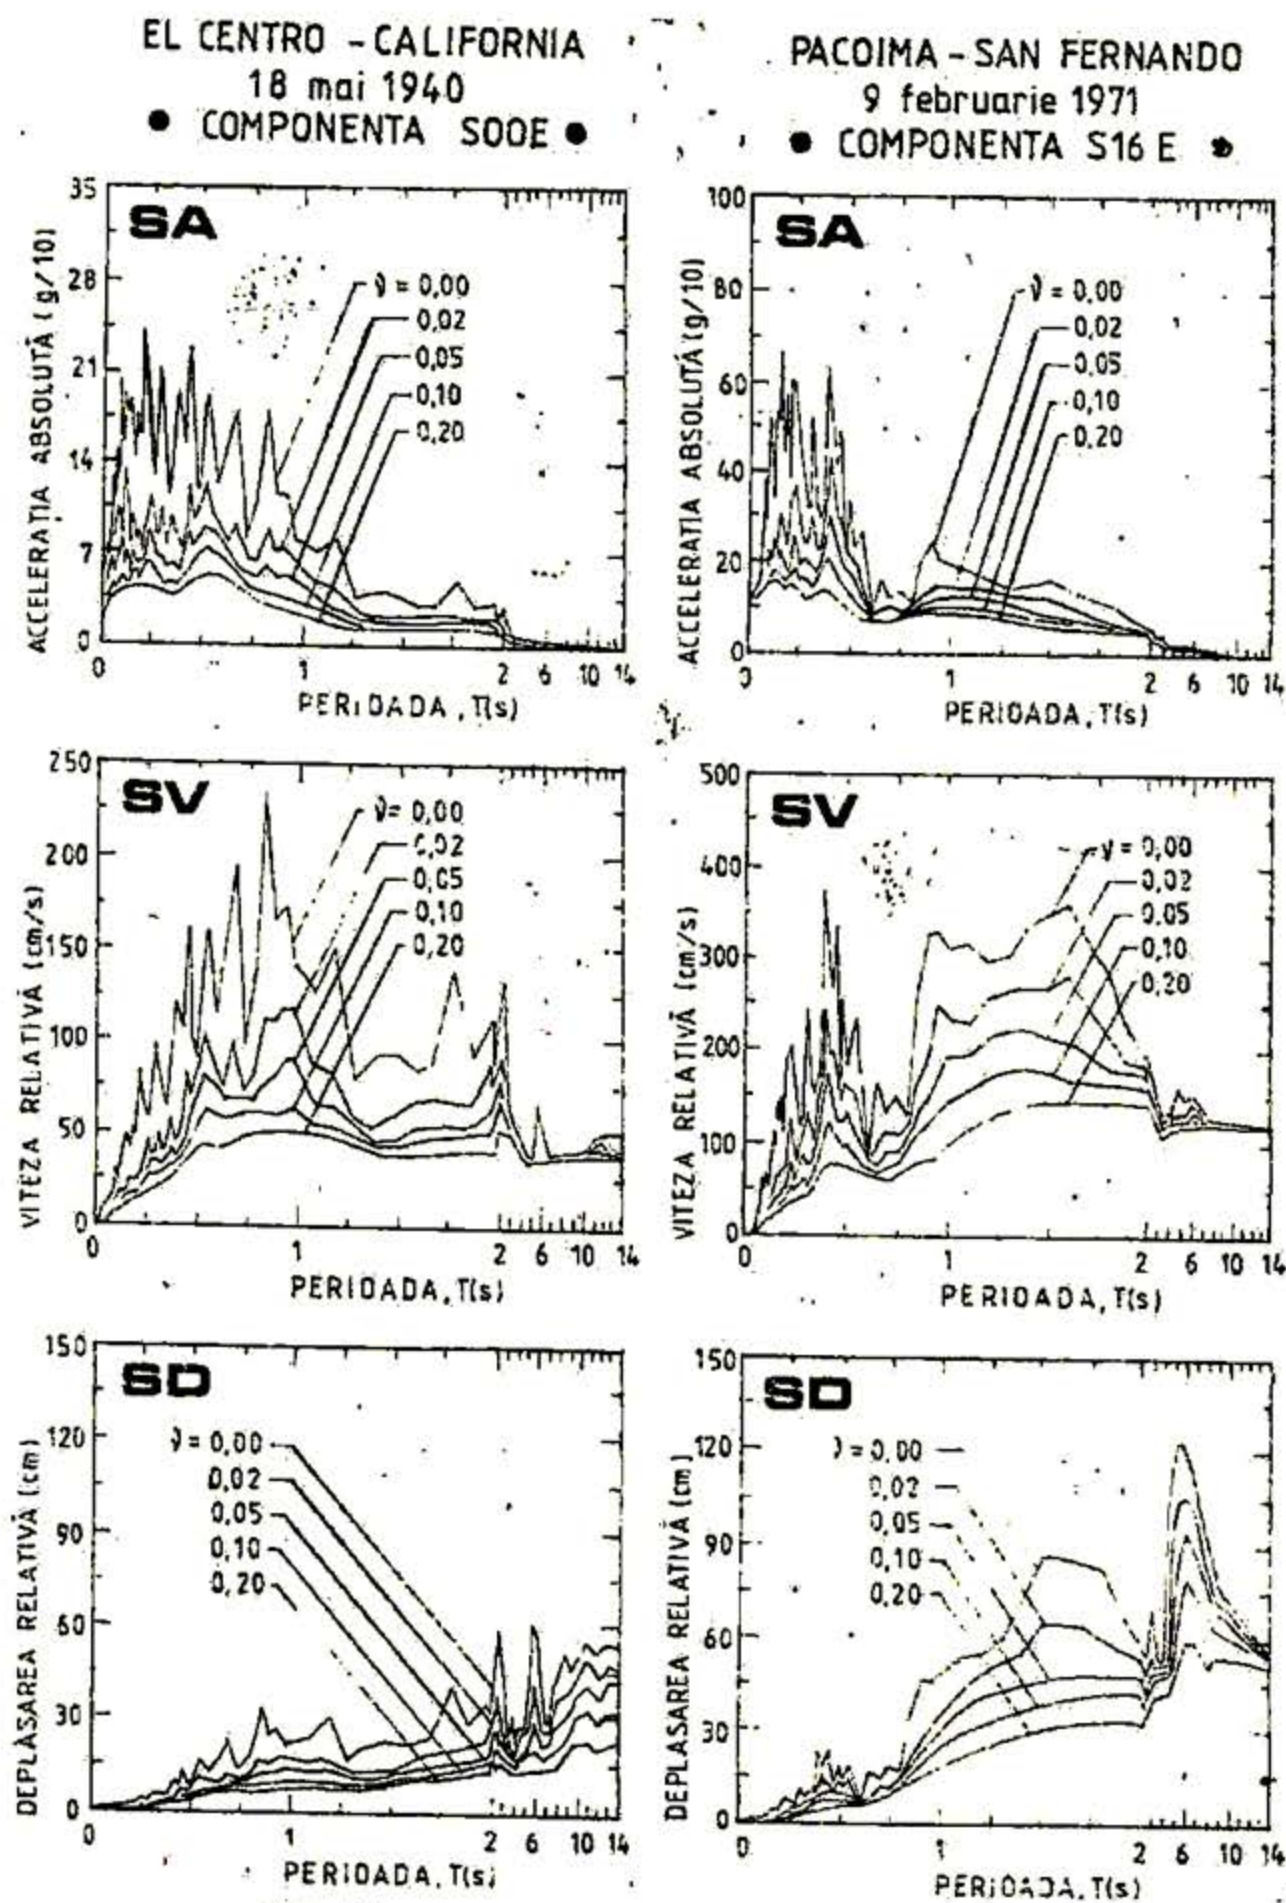 EL CENTRO - CALIFORNIA
18 mai 1940
• COMPONENTA S00E •
SA
ACCELERATIA ABSOLUTĂ (g/10)
35
28
21
14
7
0
ϑ = 0,00
0,02
0,05
0,10
0,20
0 1 2 6 10 14
PERIOADA, T(s)
SV
VITEZA RELATIVĂ (cm/s)
250
200
150
100
50
0
ϑ = 0,00
0,02
0,05
0,10
0,20
0 1 2 6 10 14
PERIOADA, T(s)
SD
DEPLASAREA RELATIVĂ (cm)
150
120
90
60
30
0
ϑ = 0,00
0,02
0,05
0,10
0,20
0 1 2 6 10 14
PERIOADA, T(s)
PACOIMA - SAN FERNANDO
9 februarie 1971
• COMPONENTA S16 E •
SA
ACCELERATIA ABSOLUTĂ (g/10)
100
80
60
40
20
0
ϑ = 0,00
0,02
0,05
0,10
0,20
0 1 2 6 10 14
PERIOADA, T(s)
SV
VITEZA RELATIVĂ (cm/s)
500
400
300
200
100
0
ϑ = 0,00
0,02
0,05
0,10
0,20
0 1 2 6 10 14
PERIOADA, T(s)
SD
DEPLASAREA RELATIVĂ (cm)
150
120
90
60
30
0
ϑ = 0,00
0,02
0,05
0,10
0,20
0 1 2 6 10 14
PERIOADA, T(s)